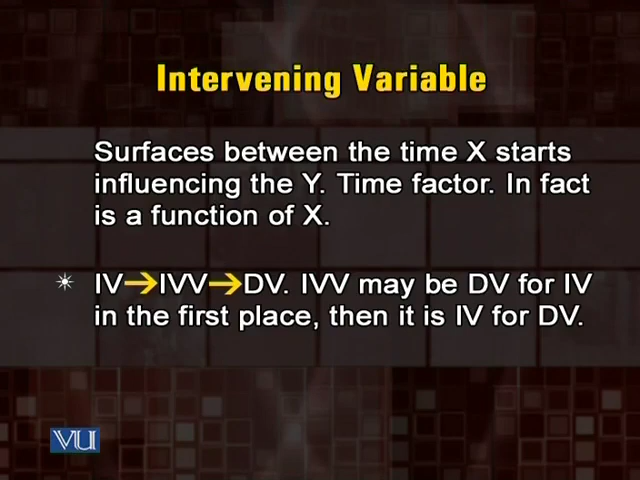 Intervening Variable
Surfaces between the time X starts
influencing the Y. Time factor. In fact
is a function of X.
IV→IVV→DV. IVV may be DV for IV
in the first place, then it is IV for DV.
VU